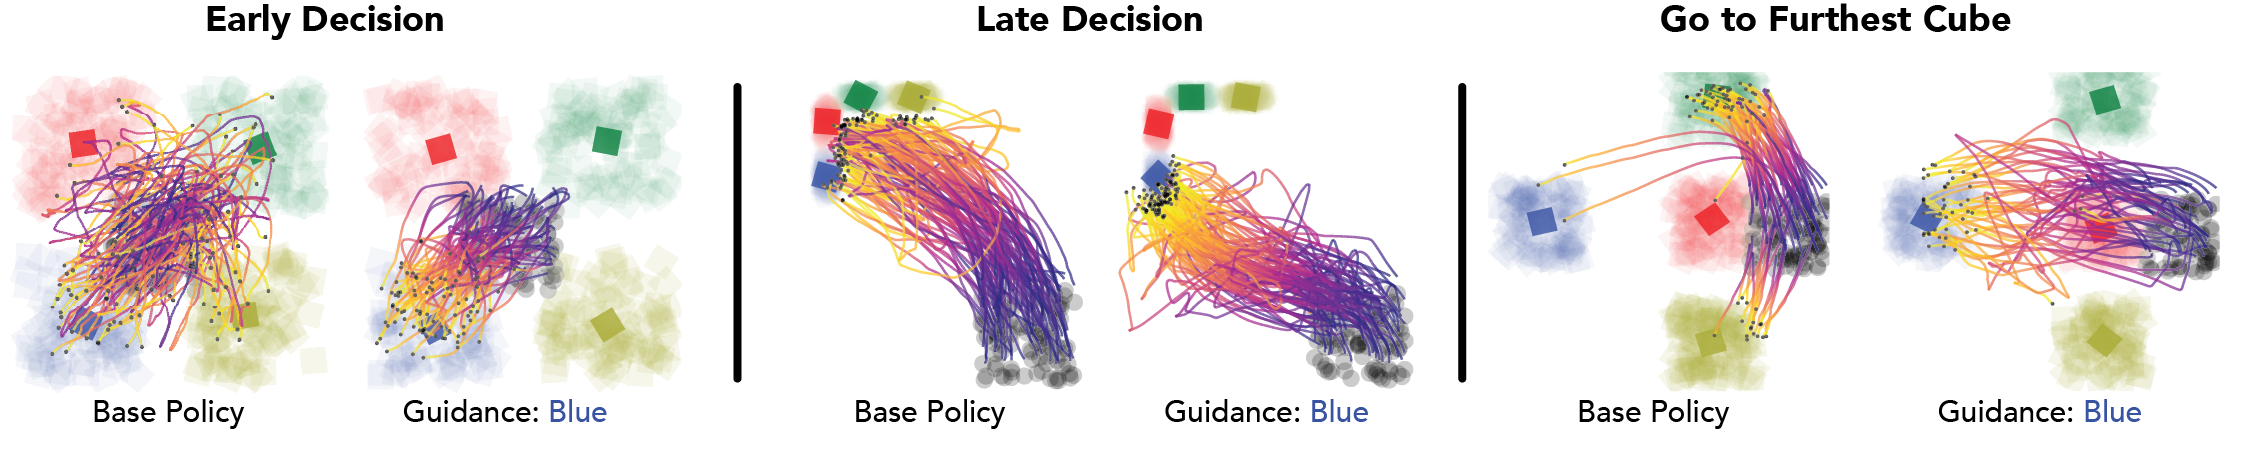 Early Decision
Late Decision
Go to Furthest Cube
Base Policy
Guidance: Blue
Base Policy
Guidance: Blue
Base Policy
Guidance: Blue